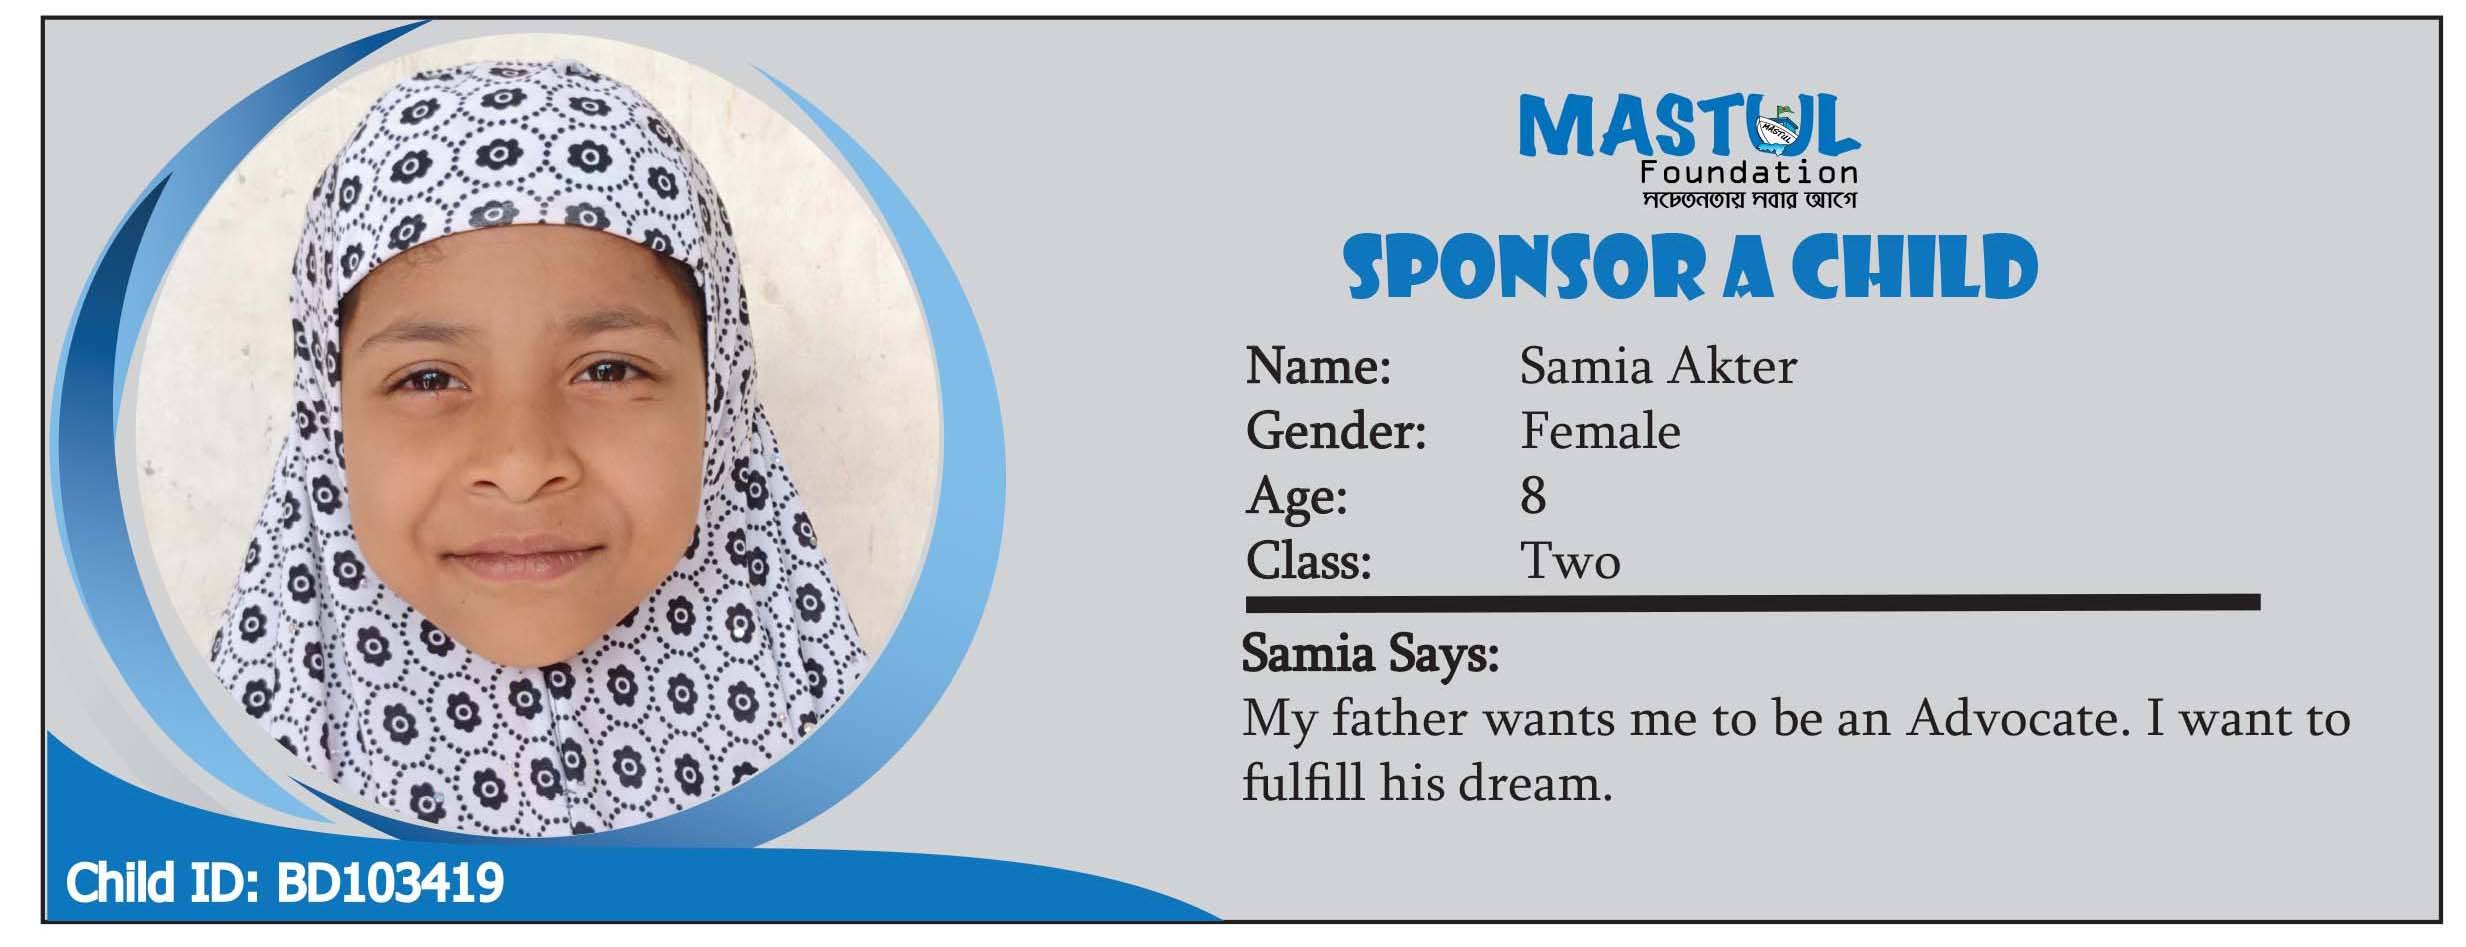 MASTUL
MASTUL
Foundation
সচেতনতায় সবার আগে
SPONSOR A CHILD
Name: Samia Akter
Gender: Female
Age: 8
Class: Two
Samia Says:
My father wants me to be an Advocate. I want to
fulfill his dream.
Child ID: BD103419